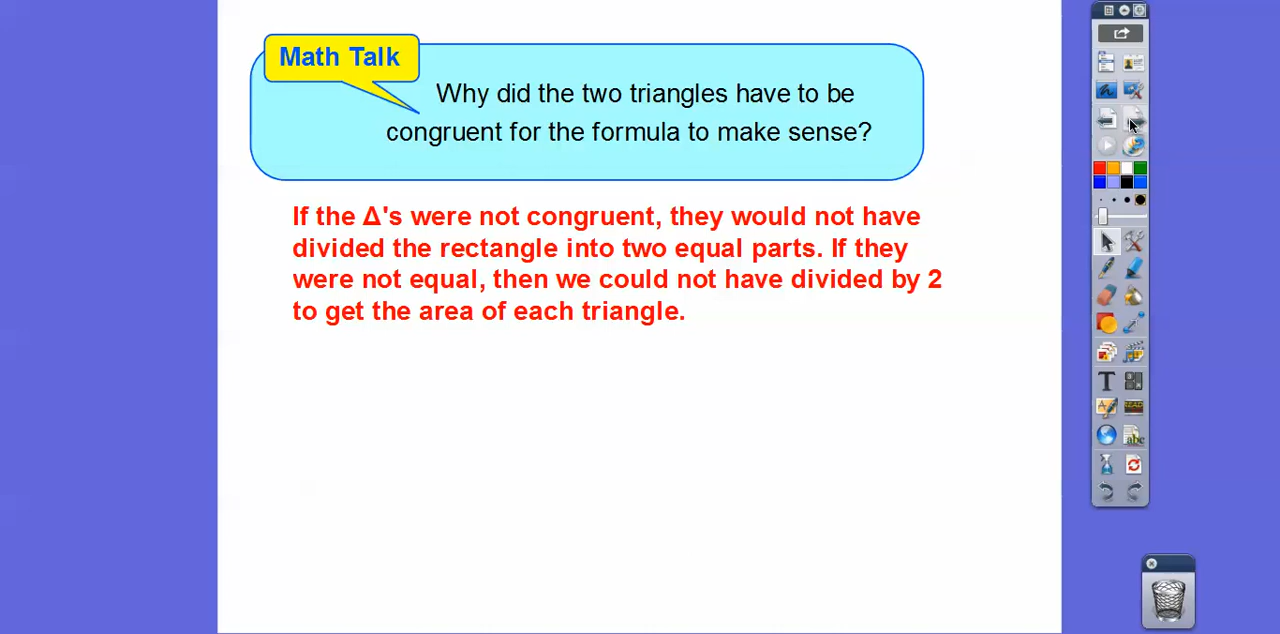 Math Talk
Why did the two triangles have to be
congruent for the formula to make sense?
If the Δ's were not congruent, they would not have
divided the rectangle into two equal parts. If they
were not equal, then we could not have divided by 2
to get the area of each triangle.
T
abc